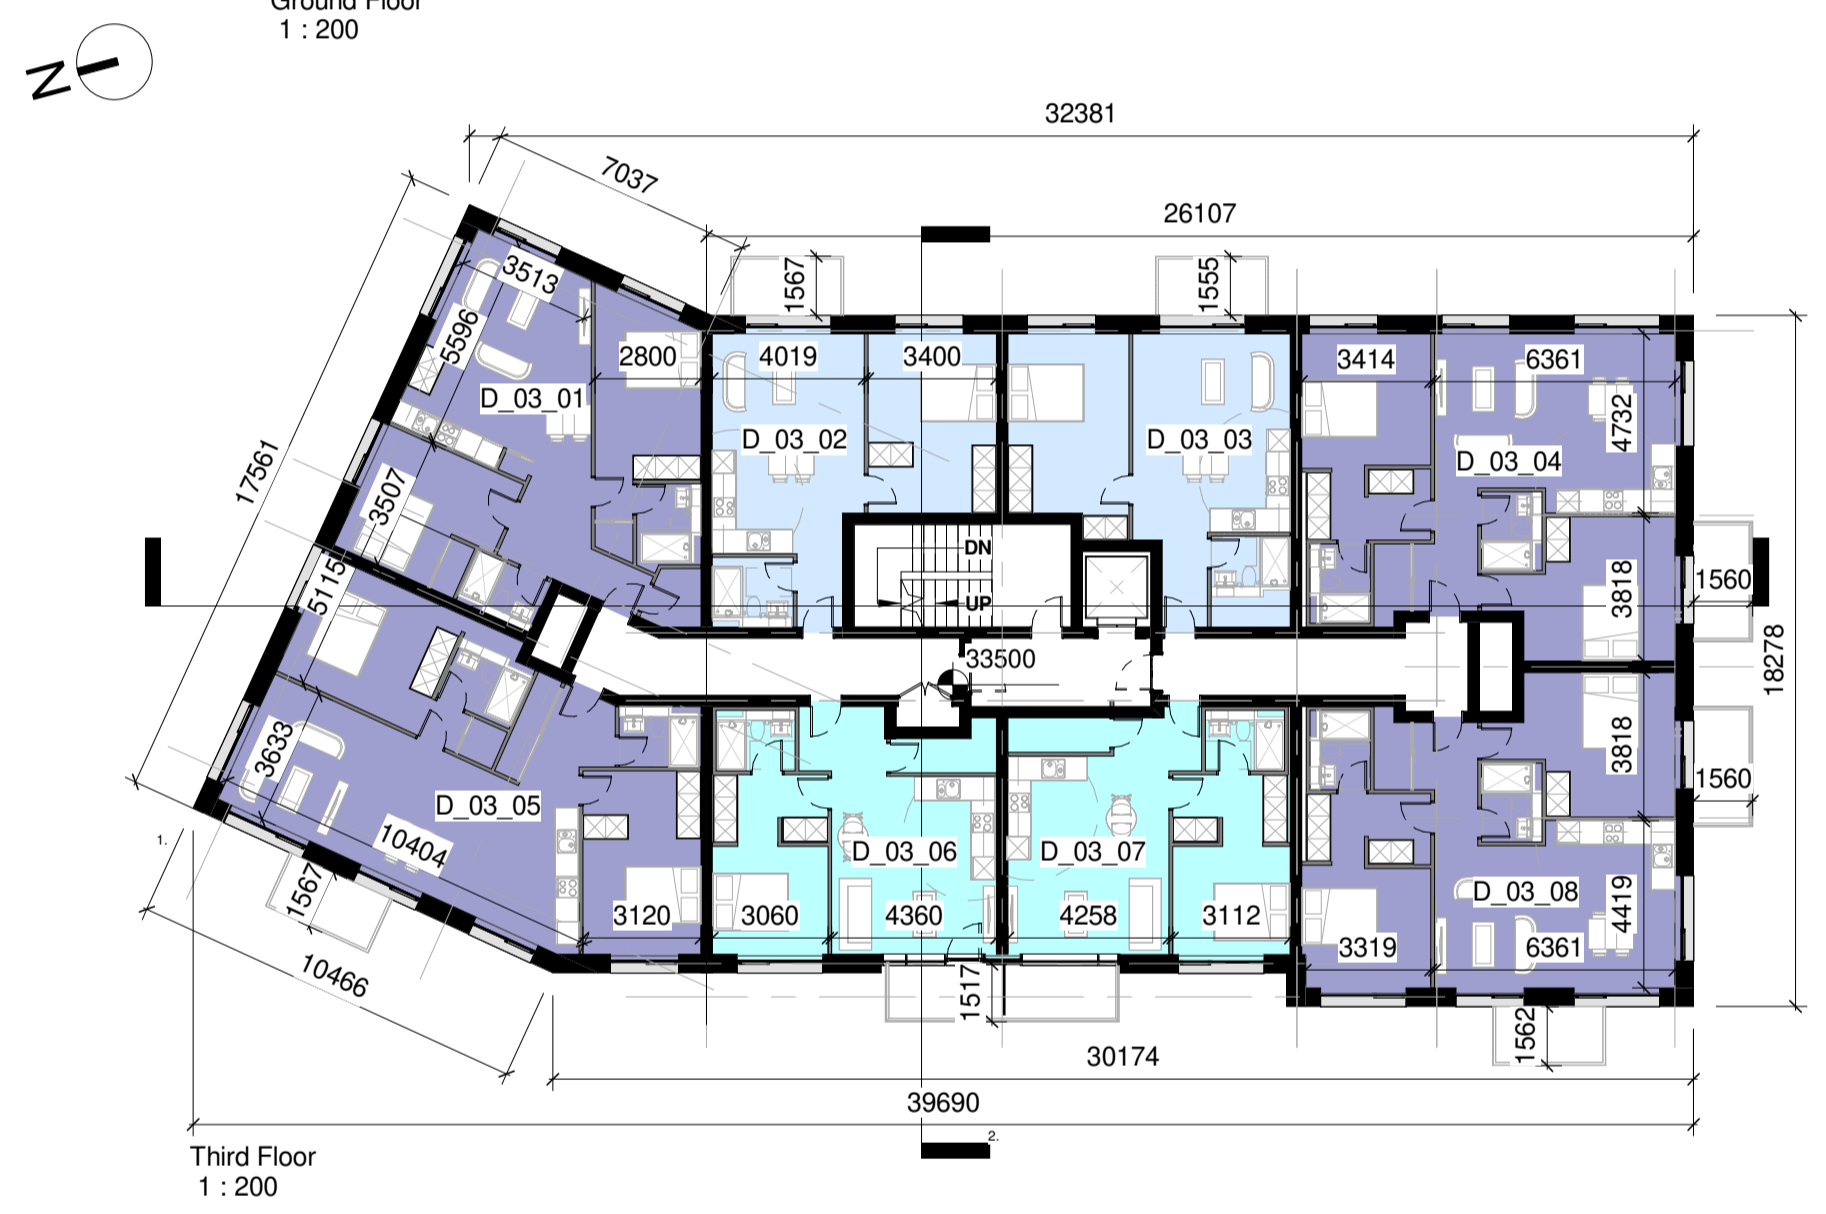 Ground Floor
1 : 200
N
32381
7037
26107
1567
1555
3513
5596
2800
4019
3400
3414
6361
D_03_01
4732
D_03_02
D_03_03
D_03_04
17561
3507
DN
UP
5115
3818
1560
33500
18278
3633
3818
1560
D_03_05
10404
D_03_06
D_03_07
D_03_08
1.
1567
3120
3060
4360
4258
3112
4419
3319
6361
10466
1517
1562
30174
39690
2.
Third Floor
1 : 200